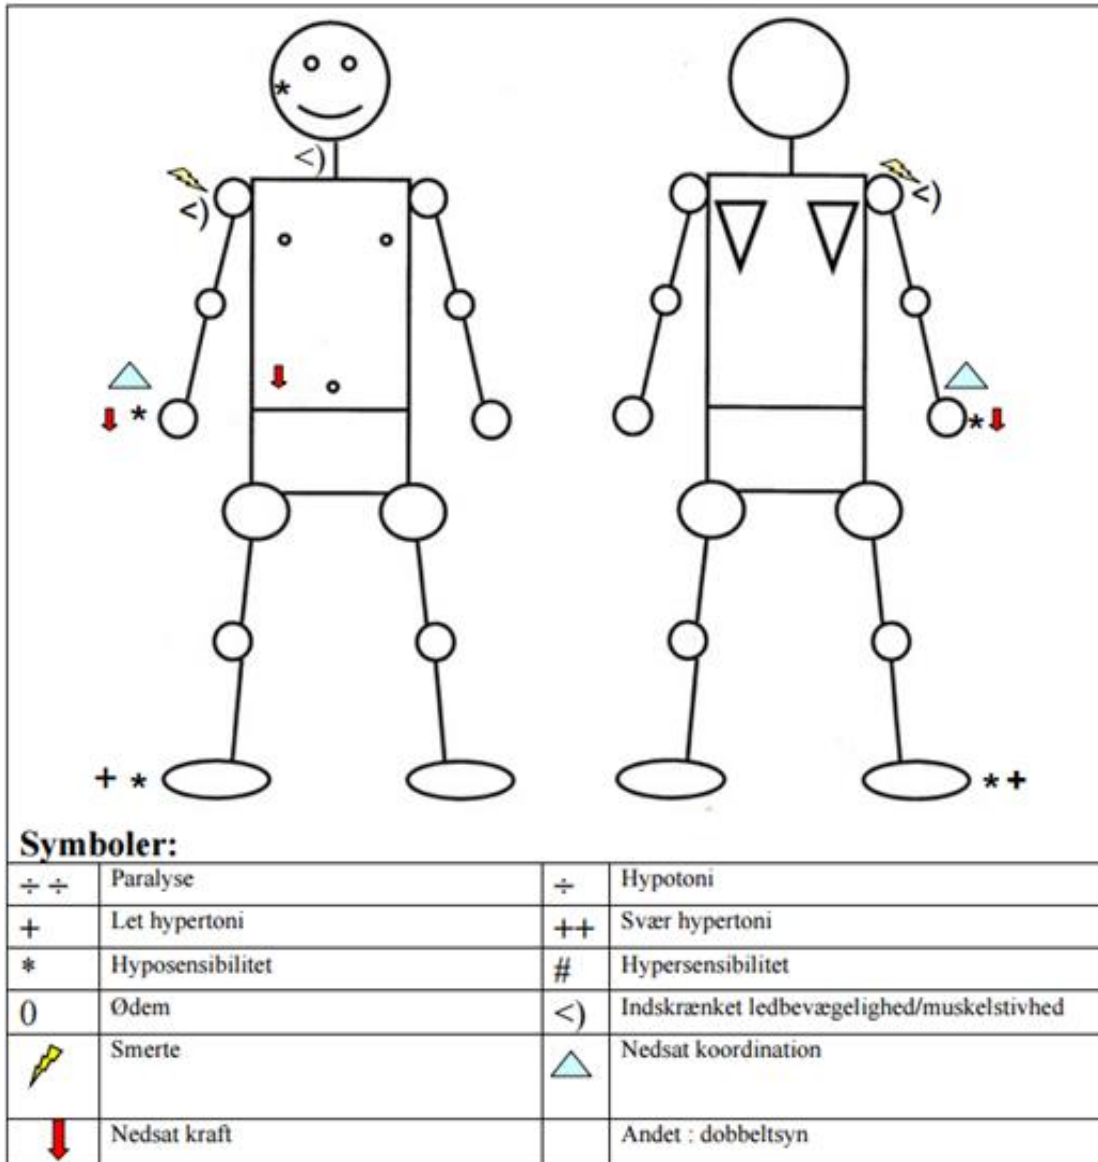 *
<)
<)
<)
*
*
+ *
* +
Symboler:
÷ ÷ Paralyse ÷ Hypotoni
+ Let hypertoni ++ Svær hypertoni
* Hyposensibilitet # Hypersensibilitet
0 Ødem <) Indskrænket ledbevægelighed/muskelstivhed
Smerte Nedsat koordination
Nedsat kraft Andet : dobbeltsyn